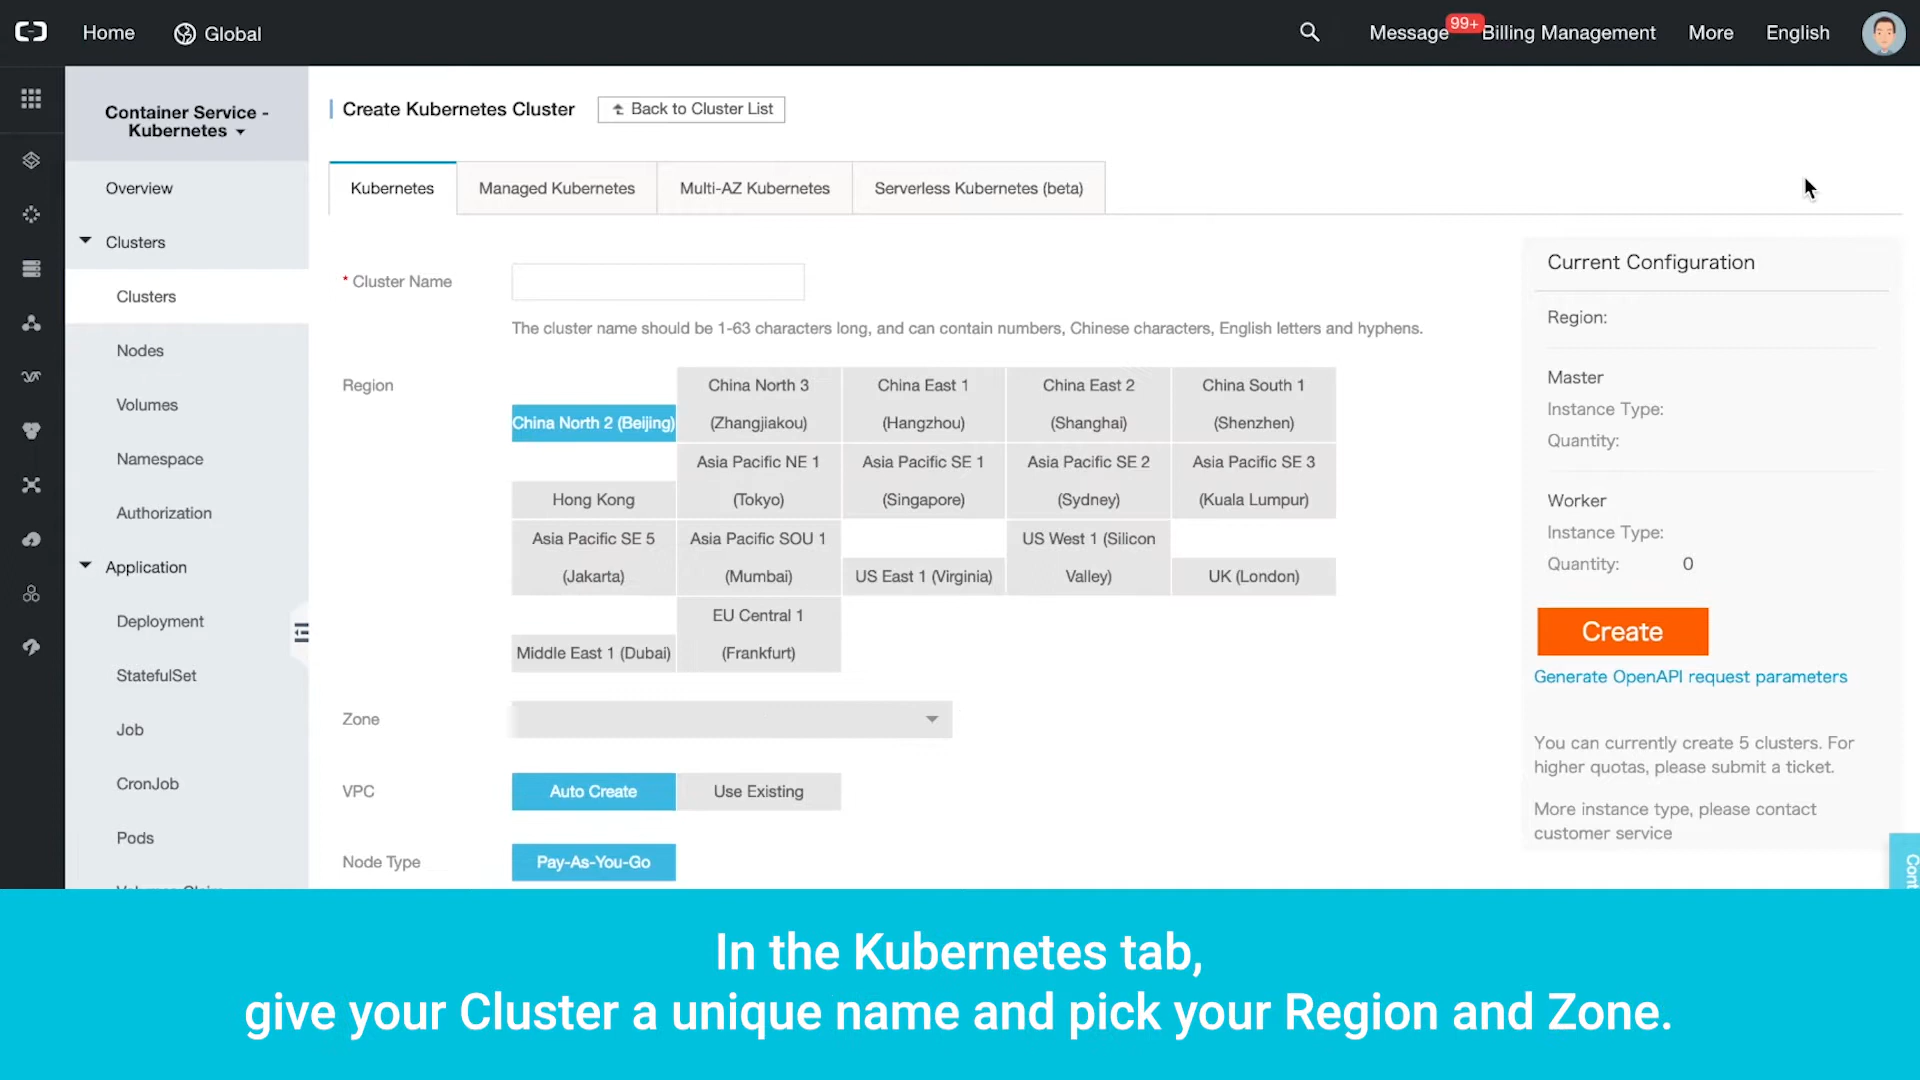 Home
Global
Message
99+
Billing Management
More
English
Container Service -
Kubernetes
Overview
Clusters
Clusters
Nodes
Volumes
Namespace
Authorization
Application
Deployment
StatefulSet
Job
CronJob
Pods
Create Kubernetes Cluster
Back to Cluster List
Kubernetes
Managed Kubernetes
Multi-AZ Kubernetes
Serverless Kubernetes (beta)
* Cluster Name
The cluster name should be 1-63 characters long, and can contain numbers, Chinese characters, English letters and hyphens.
Region
China North 2 (Beijing)
China North 3
(Zhangjiakou)
China East 1
(Hangzhou)
China East 2
(Shanghai)
China South 1
(Shenzhen)
Hong Kong
Asia Pacific NE 1
(Tokyo)
Asia Pacific SE 1
(Singapore)
Asia Pacific SE 2
(Sydney)
Asia Pacific SE 3
(Kuala Lumpur)
Asia Pacific SE 5
(Jakarta)
Asia Pacific SOU 1
(Mumbai)
US East 1 (Virginia)
US West 1 (Silicon
Valley)
UK (London)
Middle East 1 (Dubai)
EU Central 1
(Frankfurt)
Zone
VPC
Auto Create
Use Existing
Node Type
Pay-As-You-Go
Current Configuration
Region:
Master
Instance Type:
Quantity:
Worker
Instance Type:
Quantity: 0
Create
Generate OpenAPI request parameters
You can currently create 5 clusters. For
higher quotas, please submit a ticket.
More instance type, please contact
customer service
In the Kubernetes tab,
give your Cluster a unique name and pick your Region and Zone.